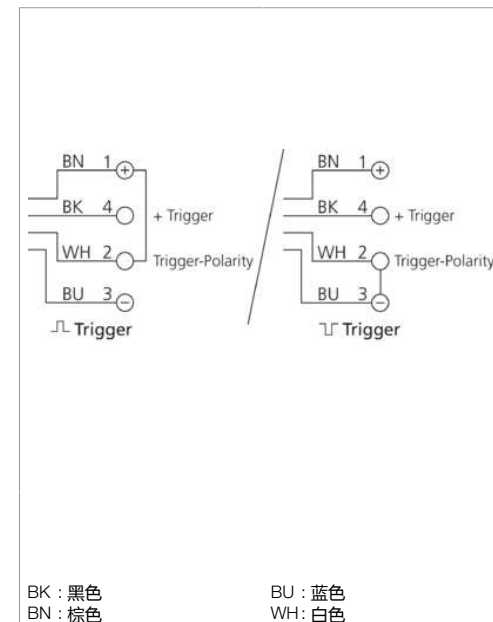 BN 1 +
BK 4 + Trigger
WH 2 Trigger-Polarity
BU 3 −
Trigger
BN 1 +
BK 4 + Trigger
WH 2 Trigger-Polarity
BU 3 −
Trigger
BK : 黑色
BN : 棕色
BU : 蓝色
WH : 白色